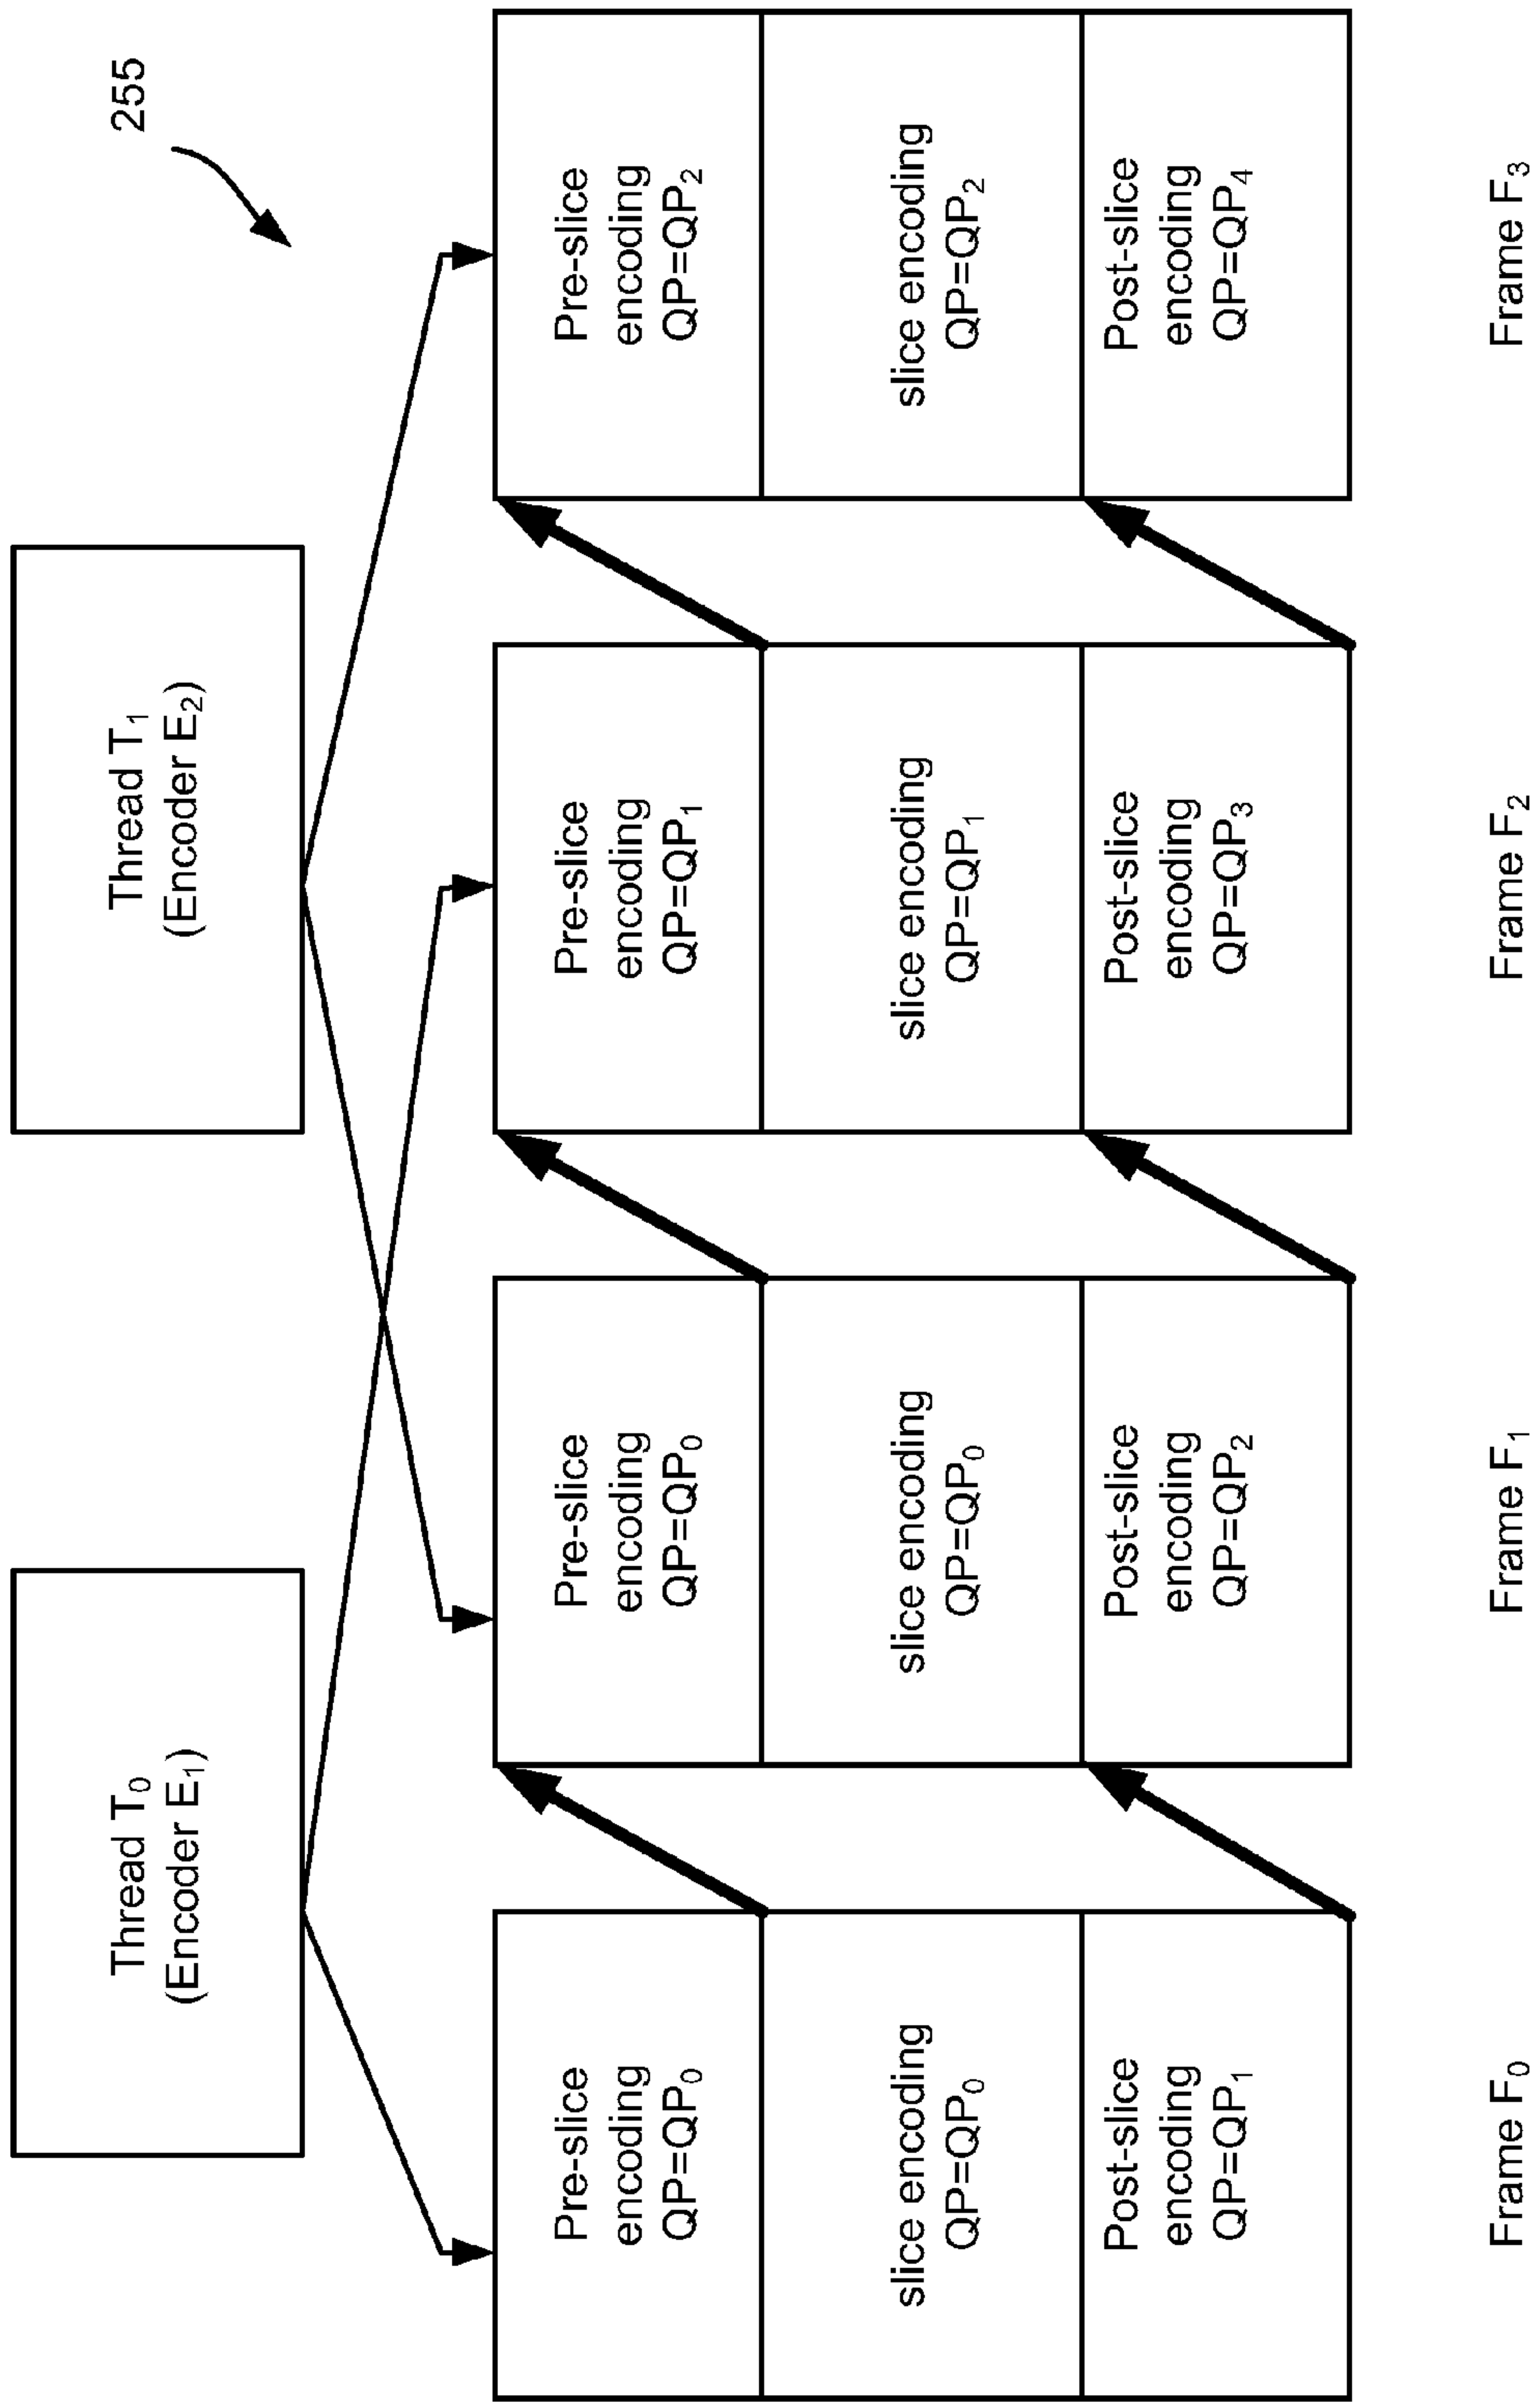 255
Thread T₀
(Encoder E₁)
Thread T₁
(Encoder E₂)
Pre-slice
encoding
QP=QP₀
slice encoding
QP=QP₀
Post-slice
encoding
QP=QP₁
Frame F₀
Pre-slice
encoding
QP=QP₀
slice encoding
QP=QP₀
Post-slice
encoding
QP=QP₂
Frame F₁
Pre-slice
encoding
QP=QP₁
slice encoding
QP=QP₁
Post-slice
encoding
QP=QP₃
Frame F₂
Pre-slice
encoding
QP=QP₂
slice encoding
QP=QP₂
Post-slice
encoding
QP=QP₄
Frame F₃